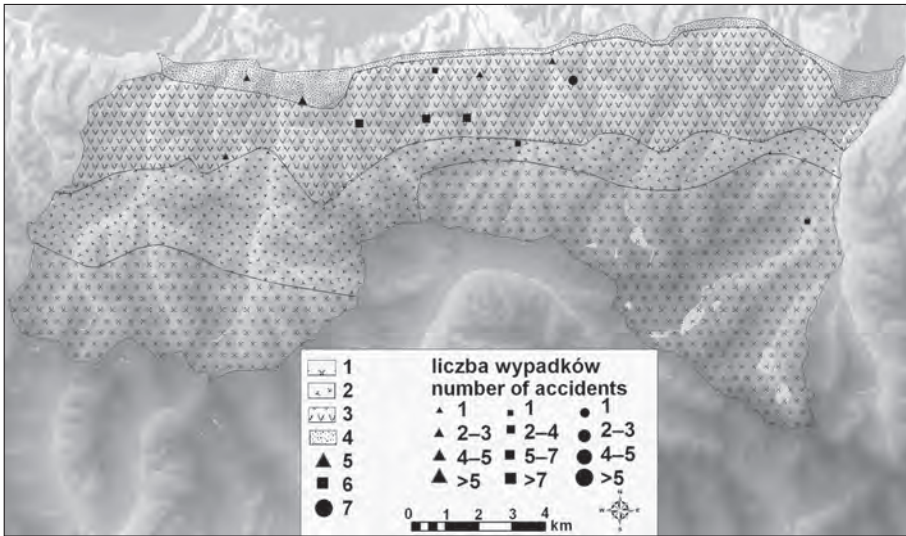 1
2
3
4
5
6
7
liczba wypadków
number of accidents
1 1 1
2–3 2–4 2–3
4–5 5–7 4–5
>5 >7 >5
0 1 2 3 4
km